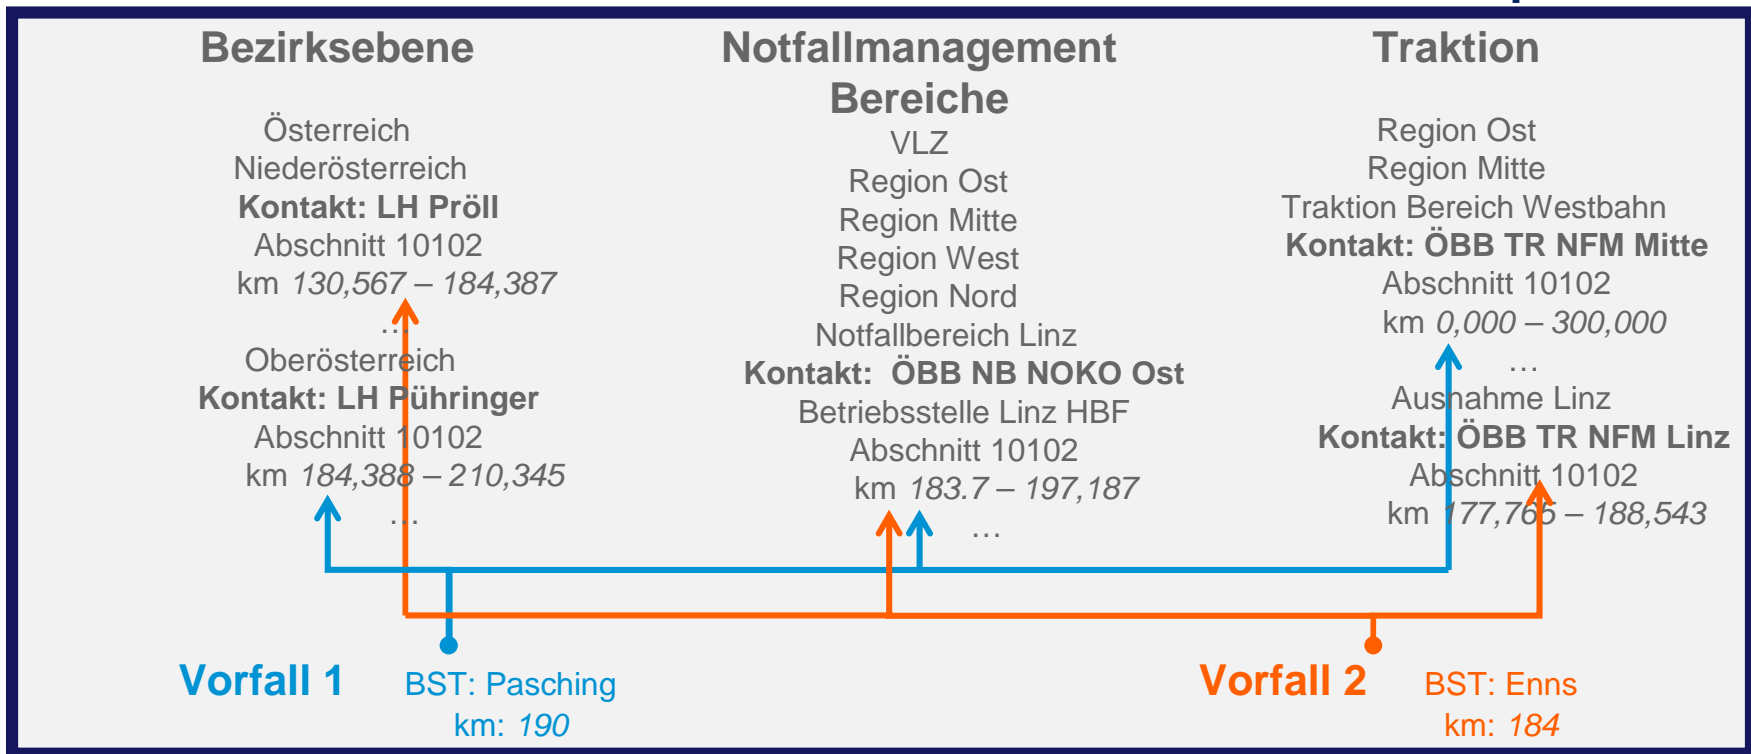 Bezirksebene
Österreich
Niederösterreich
Kontakt: LH Pröll
Abschnitt 10102
km 130,567 – 184,387
…
Oberösterreich
Kontakt: LH Pühringer
Abschnitt 10102
km 184,388 – 210,345
…
Notfallmanagement
Bereiche
VLZ
Region Ost
Region Mitte
Region West
Region Nord
Notfallbereich Linz
Kontakt: ÖBB NB NOKO Ost
Betriebsstelle Linz HBF
Abschnitt 10102
km 183.7 – 197,187
…
Traktion
Region Ost
Region Mitte
Traktion Bereich Westbahn
Kontakt: ÖBB TR NFM Mitte
Abschnitt 10102
km 0,000 – 300,000
…
Ausnahme Linz
Kontakt: ÖBB TR NFM Linz
Abschnitt 10102
km 177,765 – 188,543
Vorfall 1 BST: Pasching
km: 190
Vorfall 2 BST: Enns
km: 184